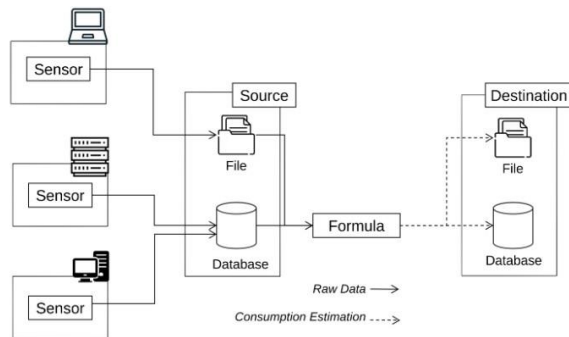 Sensor
Source
Destination
File
File
Sensor
Formula
Database
Database
Sensor
Raw Data
Consumption Estimation